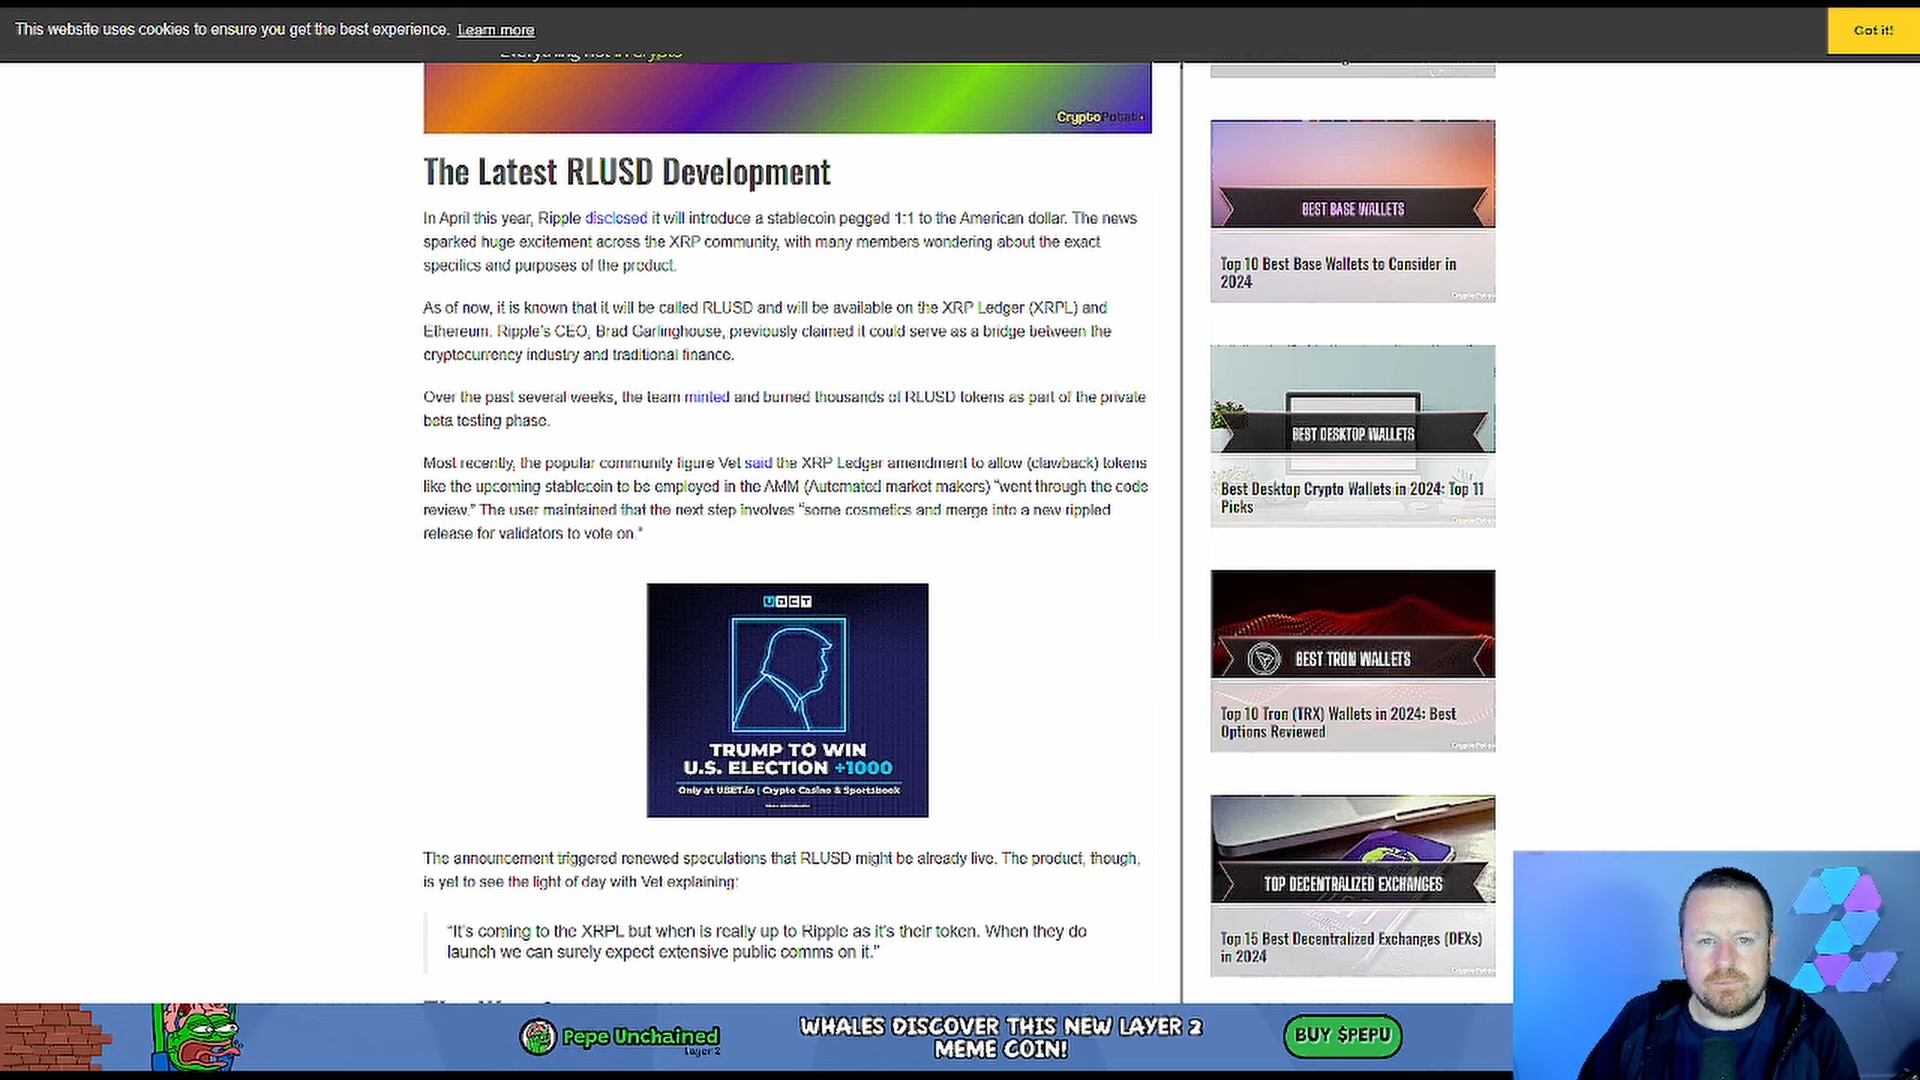 This website uses cookies to ensure you get the best experience. Learn more
Got it!
Everything hot in crypto
CryptoPotato
The Latest RLUSD Development
In April this year, Ripple disclosed it will introduce a stablecoin pegged 1:1 to the American dollar. The news
sparked huge excitement across the XRP community, with many members wondering about the exact
specifics and purposes of the product.
As of now, it is known that it will be called RLUSD and will be available on the XRP Ledger (XRPL) and
Ethereum. Ripple's CEO, Brad Garlinghouse, previously claimed it could serve as a bridge between the
cryptocurrency industry and traditional finance.
Over the past several weeks, the team minted and burned thousands of RLUSD tokens as part of the private
beta testing phase.
Most recently, the popular community figure Vet said the XRP Ledger amendment to allow (clawback) tokens
like the upcoming stablecoin to be employed in the AMM (Automated market makers) "went through the code
review." The user maintained that the next step involves "some cosmetics and merge into a new rippled
release for validators to vote on."
UBET
TRUMP TO WIN
U.S. ELECTION +1000
Only at UBET.io | Crypto Casino & Sportsbook
The announcement triggered renewed speculations that RLUSD might be already live. The product, though,
is yet to see the light of day with Vet explaining:
"It's coming to the XRPL but when is really up to Ripple as it's their token. When they do
launch we can surely expect extensive public comms on it."
BEST BASE WALLETS
Top 10 Best Base Wallets to Consider in
2024
CryptoPotato
BEST DESKTOP WALLETS
Best Desktop Crypto Wallets in 2024: Top 11
Picks
CryptoPotato
BEST TRON WALLETS
Top 10 Tron (TRX) Wallets in 2024: Best
Options Reviewed
CryptoPotato
TOP DECENTRALIZED EXCHANGES
Top 15 Best Decentralized Exchanges (DEXs)
in 2024
CryptoPotato
Pepe Unchained
Layer 2
WHALES DISCOVER THIS NEW LAYER 2
MEME COIN!
BUY $PEPU